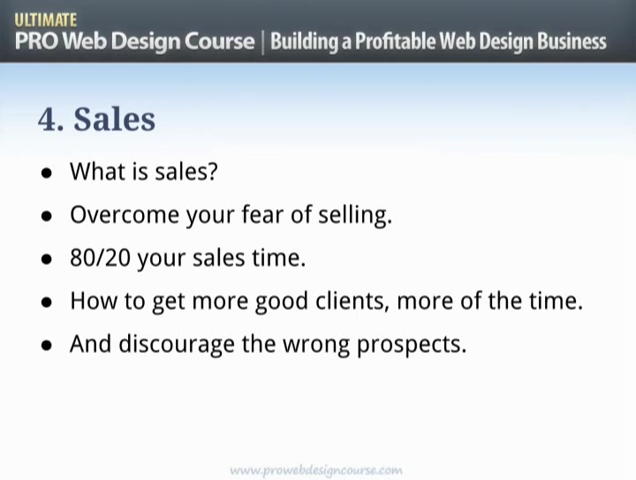 ULTIMATE
PRO Web Design Course | Building a Profitable Web Design Business
4. Sales
● What is sales?
● Overcome your fear of selling.
● 80/20 your sales time.
● How to get more good clients, more of the time.
● And discourage the wrong prospects.
www.prowebdesigncourse.com